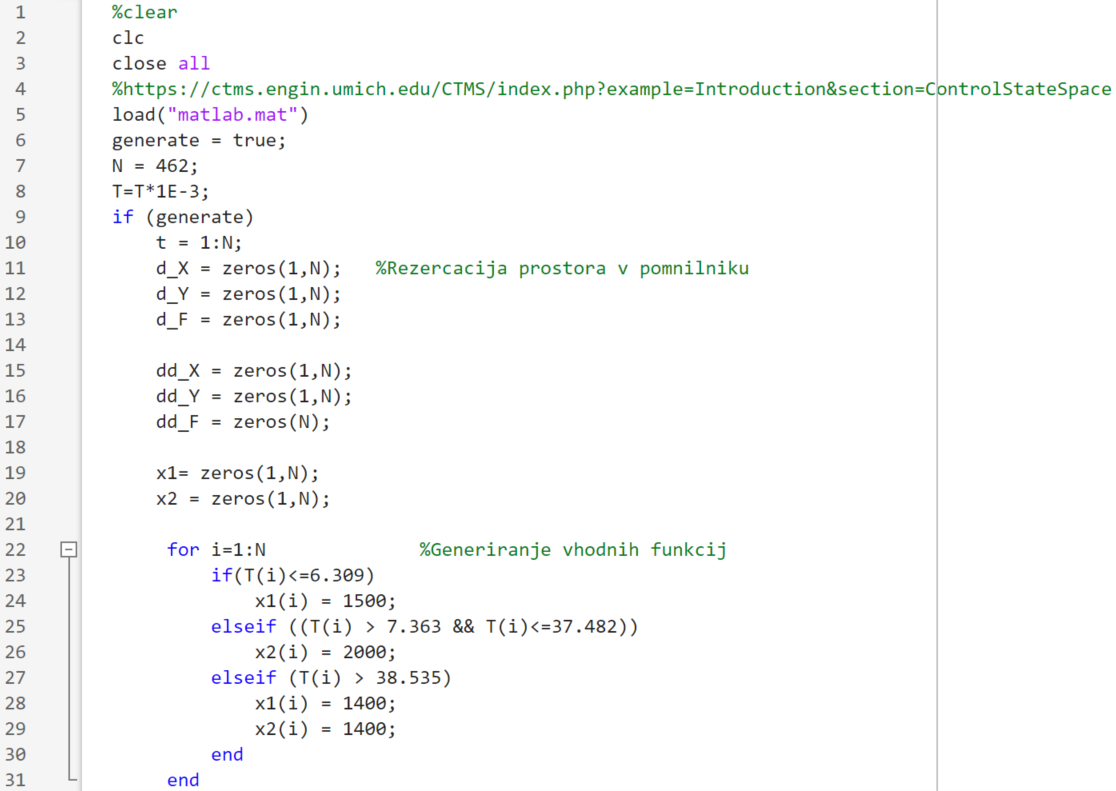 1 %clear
2 clc
3 close all
4 %https://ctms.engin.umich.edu/CTMS/index.php?example=Introduction&section=ControlStateSpace
5 load("matlab.mat")
6 generate = true;
7 N = 462;
8 T=T*1E-3;
9 if (generate)
10 t = 1:N;
11 d_X = zeros(1,N); %Rezercacija prostora v pomnilniku
12 d_Y = zeros(1,N);
13 d_F = zeros(1,N);
14
15 dd_X = zeros(1,N);
16 dd_Y = zeros(1,N);
17 dd_F = zeros(N);
18
19 x1= zeros(1,N);
20 x2 = zeros(1,N);
21
22 for i=1:N %Generiranje vhodnih funkcij
23 if(T(i)<=6.309)
24 x1(i) = 1500;
25 elseif ((T(i) > 7.363 && T(i)<=37.482))
26 x2(i) = 2000;
27 elseif (T(i) > 38.535)
28 x1(i) = 1400;
29 x2(i) = 1400;
30 end
31 end